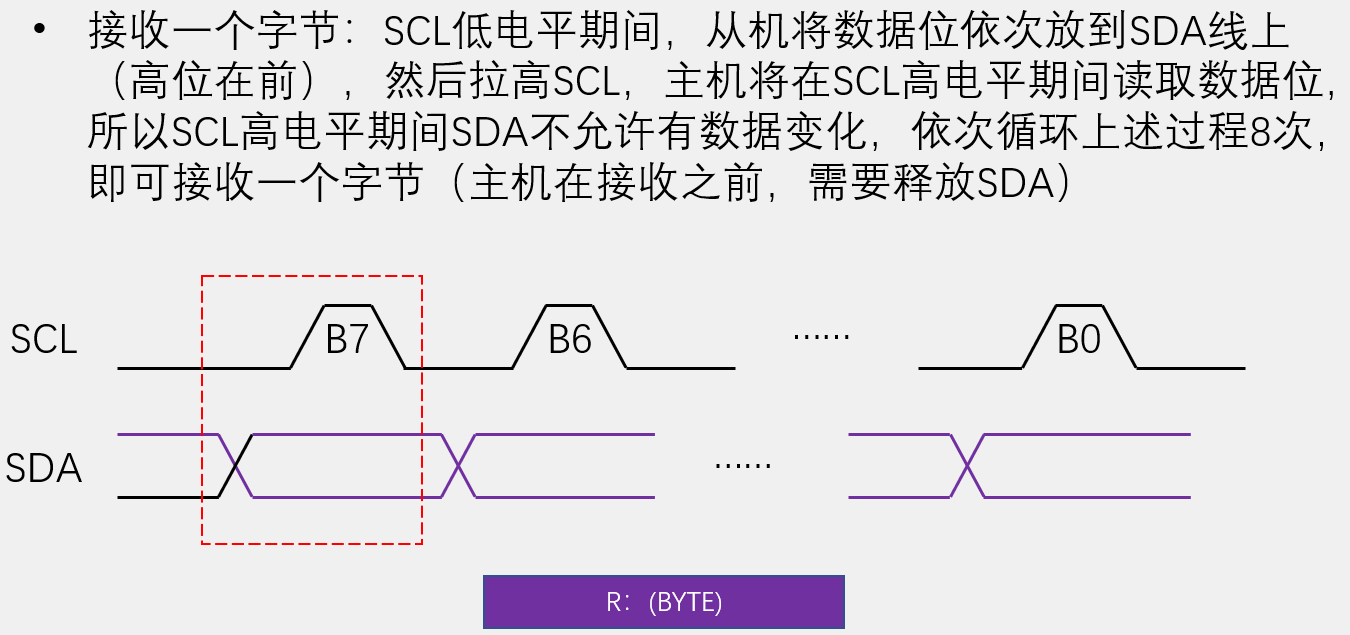 • 接收一个字节：SCL低电平期间，从机将数据位依次放到SDA线上
（高位在前），然后拉高SCL，主机将在SCL高电平期间读取数据位，
所以SCL高电平期间SDA不允许有数据变化，依次循环上述过程8次，
即可接收一个字节（主机在接收之前，需要释放SDA）
SCL B7 B6 …… B0
SDA ……
R：(BYTE)